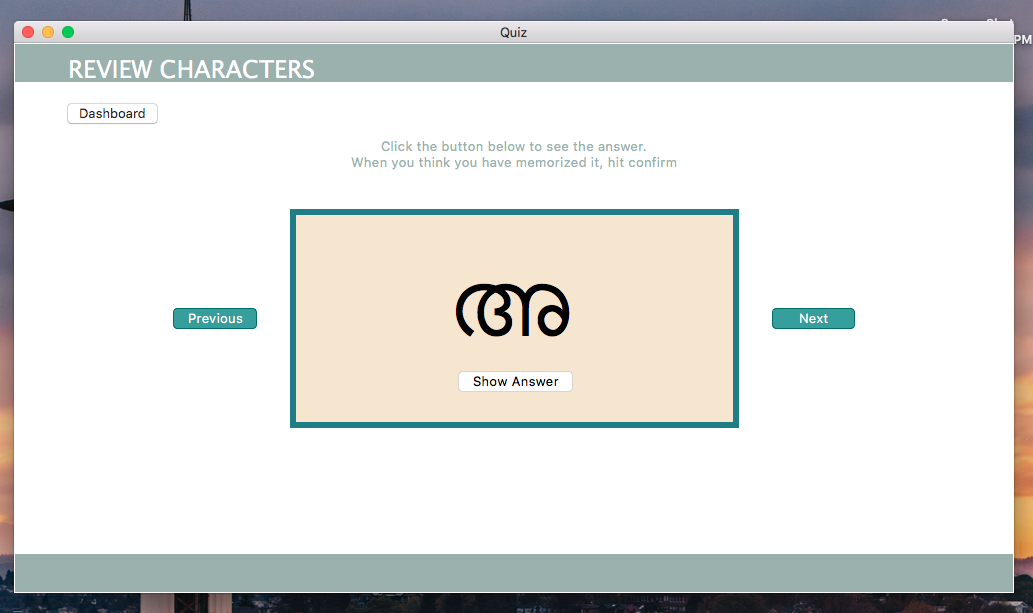 Quiz
PM
REVIEW CHARACTERS
Dashboard
Click the button below to see the answer.
When you think you have memorized it, hit confirm
അ
Previous
Next
Show Answer